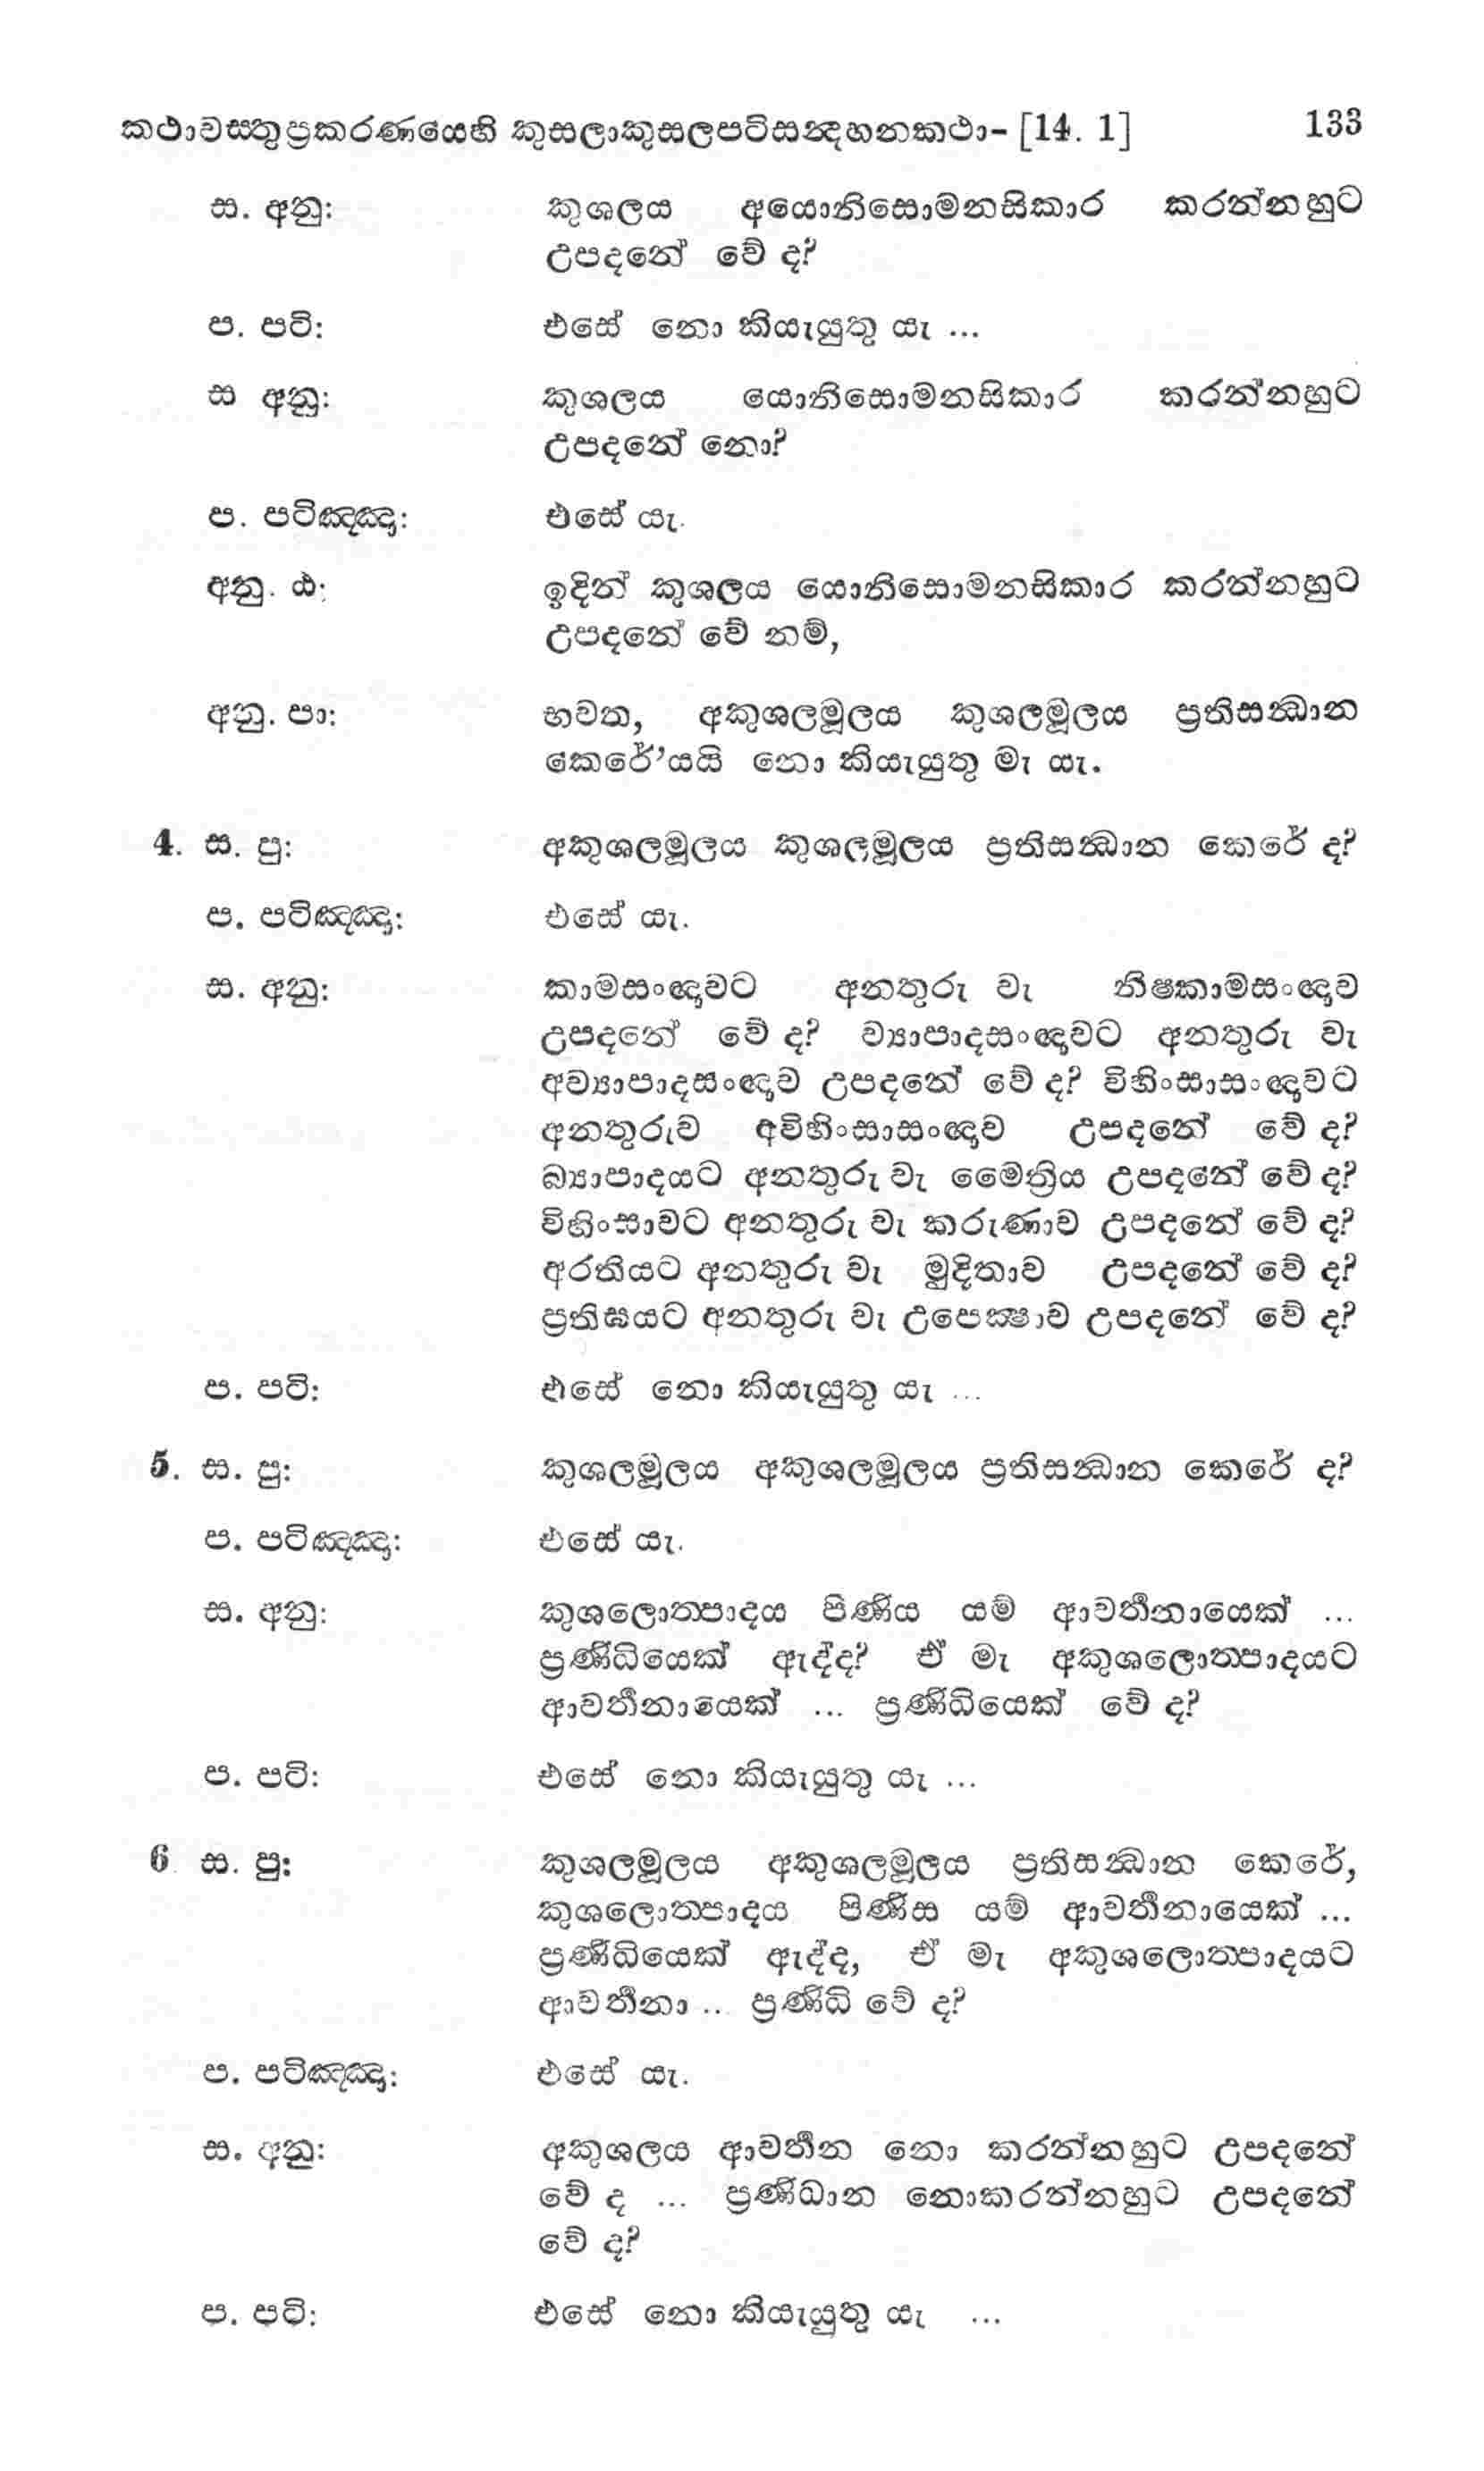 කථාවස්තුප්‍රකරණයෙහි කුසලාකුසලපටිසන්‍දහනකථා- [14. 1] 133
ස. අනු: කුශලය අයොනිසොමනසිකාර කරන්නහුට
උපදනේ වේ ද?
ප. පටි: එසේ නො කියැයුතු යැ ...
ස අනු: කුශලය යොනිසොමනසිකාර කරන්නහුට
උපදනේ නො?
ප. පටිඤ්ඤා: එසේ යැ.
අනු. ඨ: ඉදින් කුශලය යොනිසොමනසිකාර කරන්නහුට
උපදනේ වේ නම්,
අනු. පා: භවත, අකුශලමූලය කුශලමූලය ප්‍රතිසන්‍ධාන
කෙරේ’යයි නො කියැයුතු මැ යැ.
4. ස. පු: අකුශලමූලය කුශලමූලය ප්‍රතිසන්‍ධාන කෙරේ ද?
ප. පටිඤ්ඤා: එසේ යැ.
ස. අනු: කාමසංඥාවට අනතුරු වැ නිෂ්කාමසංඥාව
උපදනේ වේ ද? ව්‍යාපාදසංඥාවට අනතුරු වැ
අව්‍යාපාදසංඥාව උපදනේ වේ ද? විහිංසාසංඥාවට
අනතුරුව අවිහිංසාසංඥාව උපදනේ වේ ද?
බ්‍යාපාදයට අනතුරු වැ මෛත්‍රිය උපදනේ වේ ද?
විහිංසාවට අනතුරු වැ කරුණාව උපදනේ වේ ද?
අරතියට අනතුරු වැ මුදිතාව උපදනේ වේ ද?
ප්‍රතිඝයට අනතුරු වැ උපෙක්‍ෂාව උපදනේ වේ ද?
ප. පටි: එසේ නො කියැයුතු යැ ...
5. ස. පු: කුශලමූලය අකුශලමූලය ප්‍රතිසන්‍ධාන කෙරේ ද?
ප. පටිඤ්ඤා: එසේ යැ.
ස. අනු: කුශලොත්පාදය පිණිය යම් ආවර්තනායෙක් ...
ප්‍රණිධියෙක් ඇද්ද? ඒ මැ අකුශලොත්පාදයට
ආවර්තනායෙක් ... ප්‍රණිධියෙක් වේ ද?
ප. පටි: එසේ නො කියැයුතු යැ ...
6 ස. පු: කුශලමූලය අකුශලමූලය ප්‍රතිසන්‍ධාන කෙරේ,
කුශලොත්පාදය පිණිස යම් ආවර්තනායෙක් ...
ප්‍රණිධියෙක් ඇද්ද, ඒ මැ අකුශලොත්පාදයට
ආවර්තනා ... ප්‍රණිධි වේ ද?
ප. පටිඤ්ඤා: එසේ යැ.
ස. අනු: අකුශලය ආවර්තන නො කරන්නහුට උපදනේ
වේ ද ... ප්‍රණිධාන නොකරන්නහුට උපදනේ
වේ ද?
ප. පටි: එසේ නො කියැයුතු යැ ...